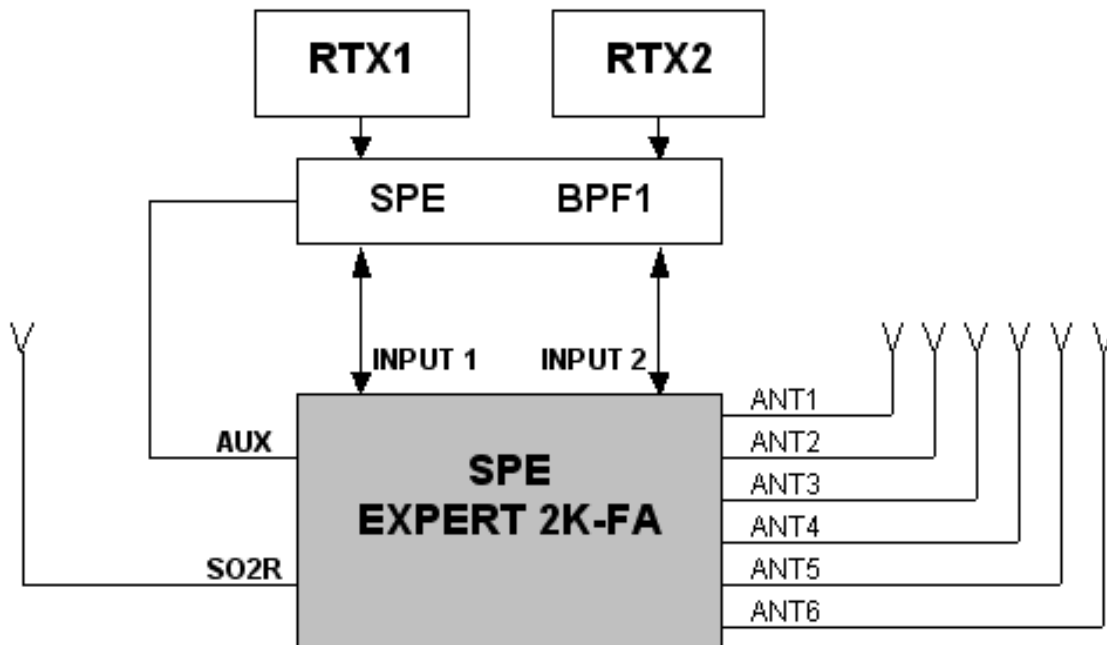 RTX1 RTX2
SPE BPF1
INPUT 1 INPUT 2
ANT1
AUX
ANT2
SPE
EXPERT 2K-FA
ANT3
ANT4
SO2R
ANT5
ANT6